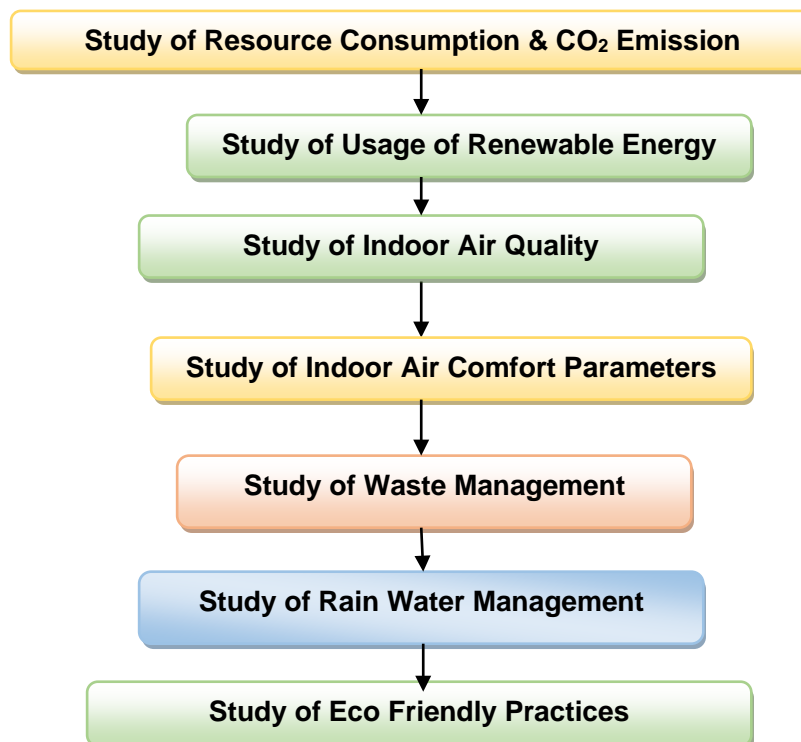 Study of Resource Consumption & CO₂ Emission
Study of Usage of Renewable Energy
Study of Indoor Air Quality
Study of Indoor Air Comfort Parameters
Study of Waste Management
Study of Rain Water Management
Study of Eco Friendly Practices